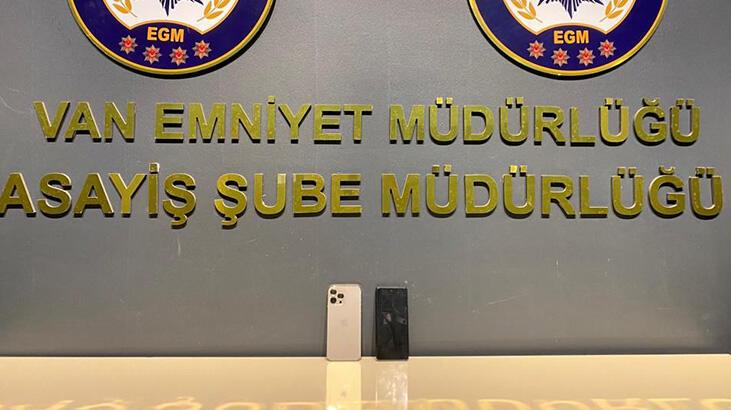 EGM
EGM
VAN EMNİYET MÜDÜRLÜĞÜ
ASAYİŞ ŞUBE MÜDÜRLÜĞÜ